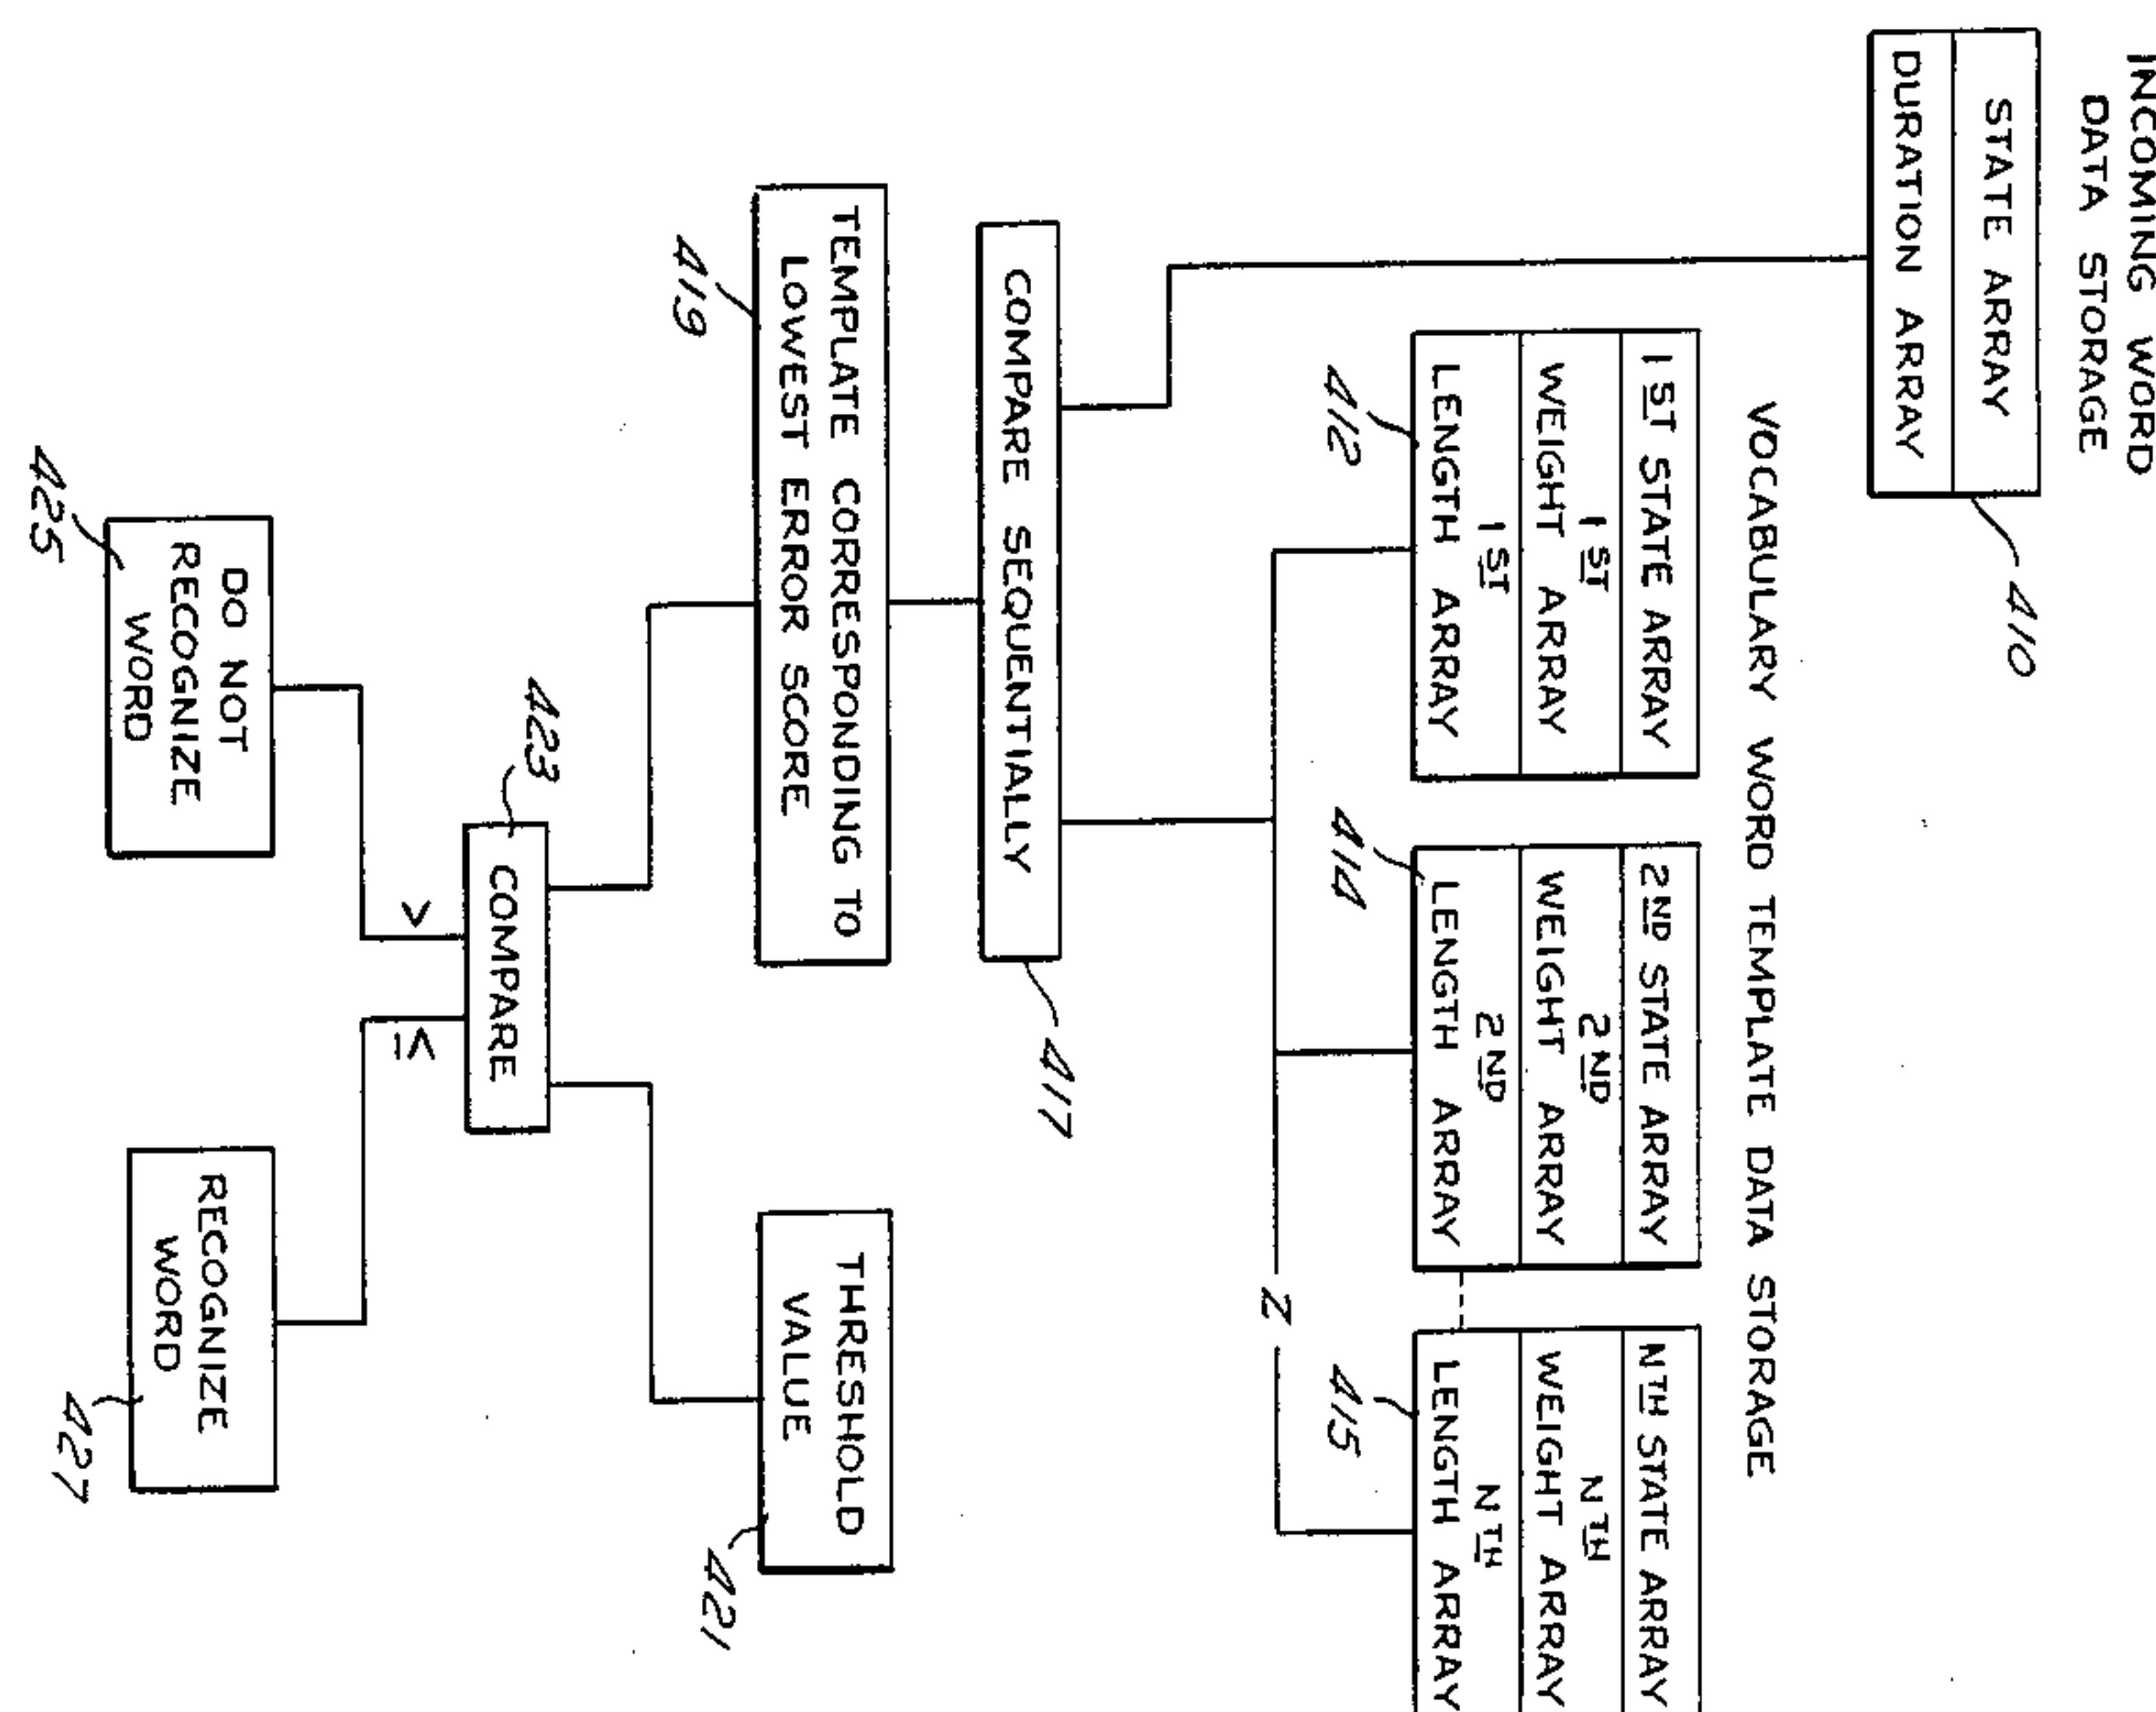 INCOMING WORD
DATA STORAGE
STATE ARRAY
DURATION ARRAY
410
VOCABULARY WORD TEMPLATE DATA STORAGE
1ST STATE ARRAY
1ST
WEIGHT ARRAY
1ST
LENGTH ARRAY
412
2ND STATE ARRAY
2ND
WEIGHT ARRAY
2ND
LENGTH ARRAY
414
NTH STATE ARRAY
NTH
WEIGHT ARRAY
NTH
LENGTH ARRAY
415
N
COMPARE SEQUENTIALLY
417
TEMPLATE CORRESPONDING TO
LOWEST ERROR SCORE
419
THRESHOLD
VALUE
421
423
COMPARE
>
≤
DO NOT
RECOGNIZE
WORD
425
RECOGNIZE
WORD
427